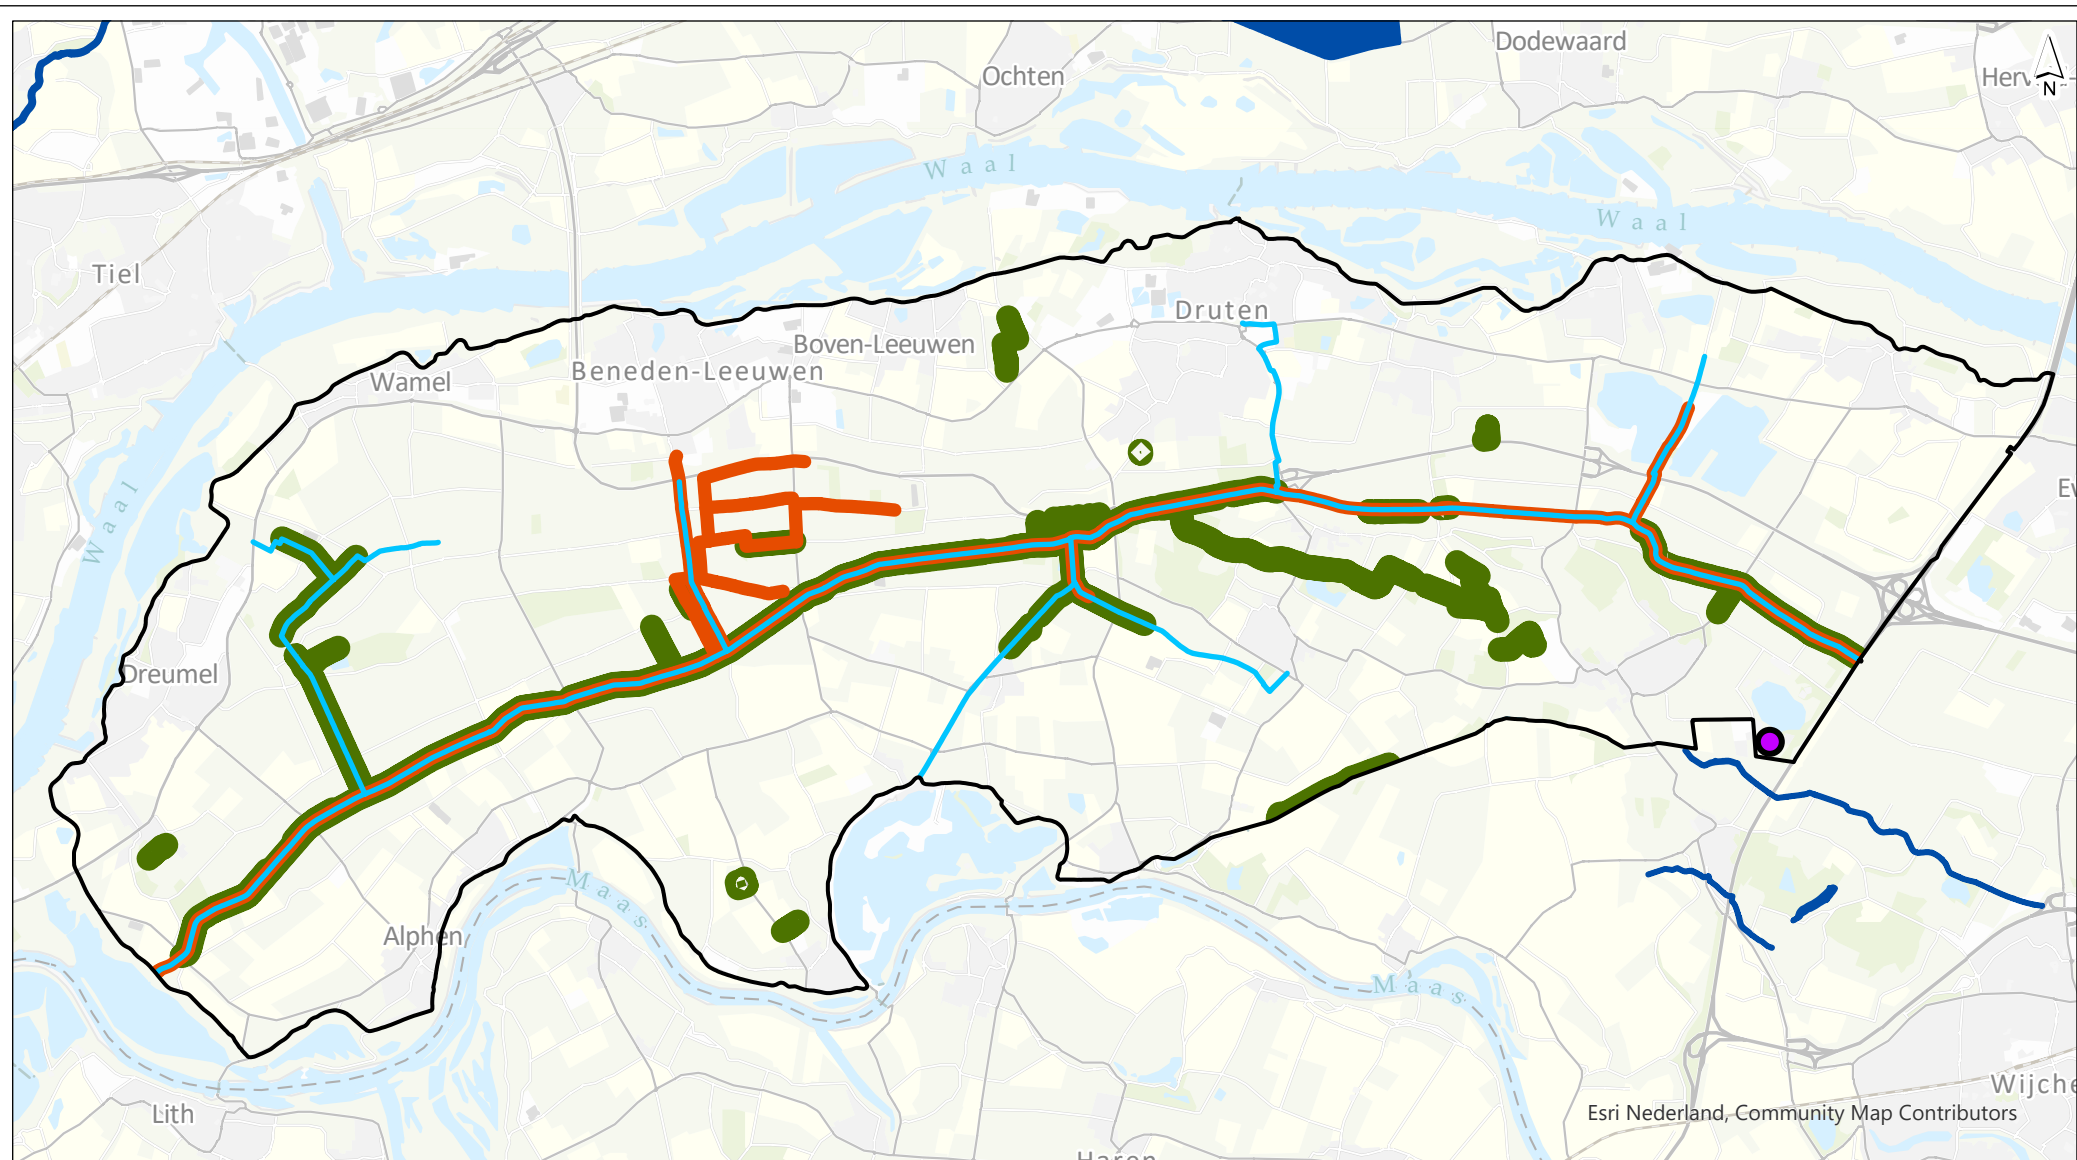 Dodewaard
Ochten
Herv
N
Waal
Waal
Tiel
Druten
Boven-Leeuwen
Beneden-Leeuwen
Wamel
Waal
Ew
Dreumel
Maas
Alphen
Maas
Wijche
Lith
Esri Nederland, Community Map Contributors
Haren